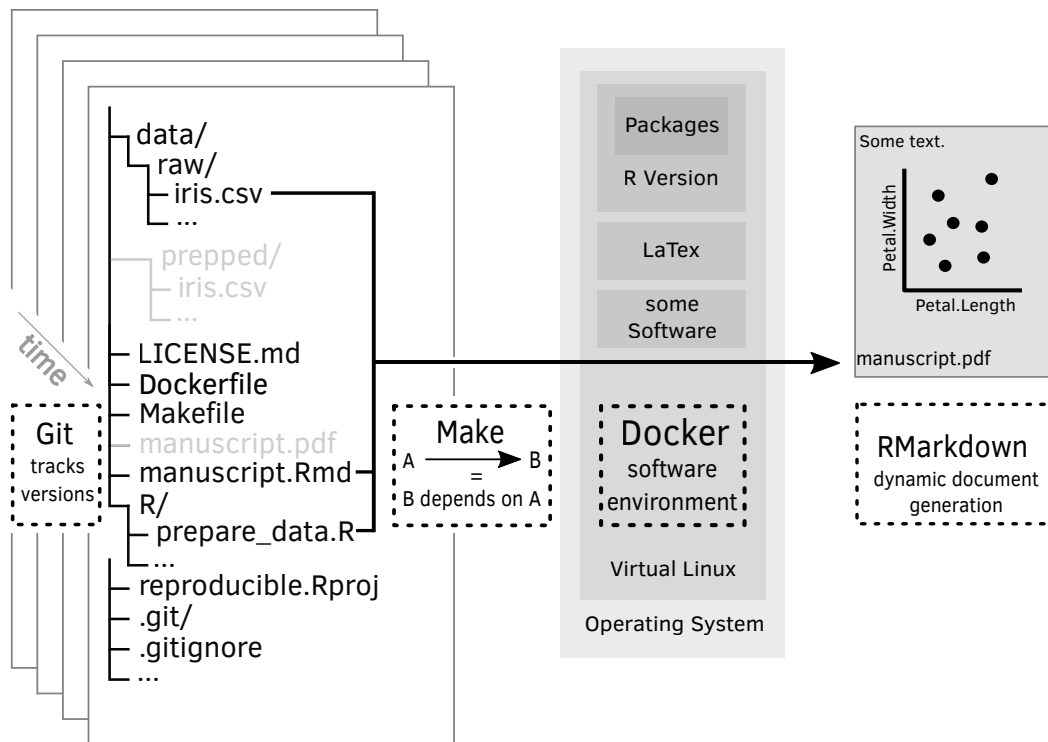 data/
raw/
iris.csv
...
prepped/
iris.csv
...
LICENSE.md
Dockerfile
Makefile
manuscript.pdf
manuscript.Rmd
R/
prepare_data.R
...
reproducible.Rproj
.git/
.gitignore
...
time
Git
tracks
versions
Make
A B
=
B depends on A
Packages
R Version
LaTex
some
Software
Docker
software
environment
Virtual Linux
Operating System
Some text.
Petal.Width
Petal.Length
manuscript.pdf
RMarkdown
dynamic document
generation